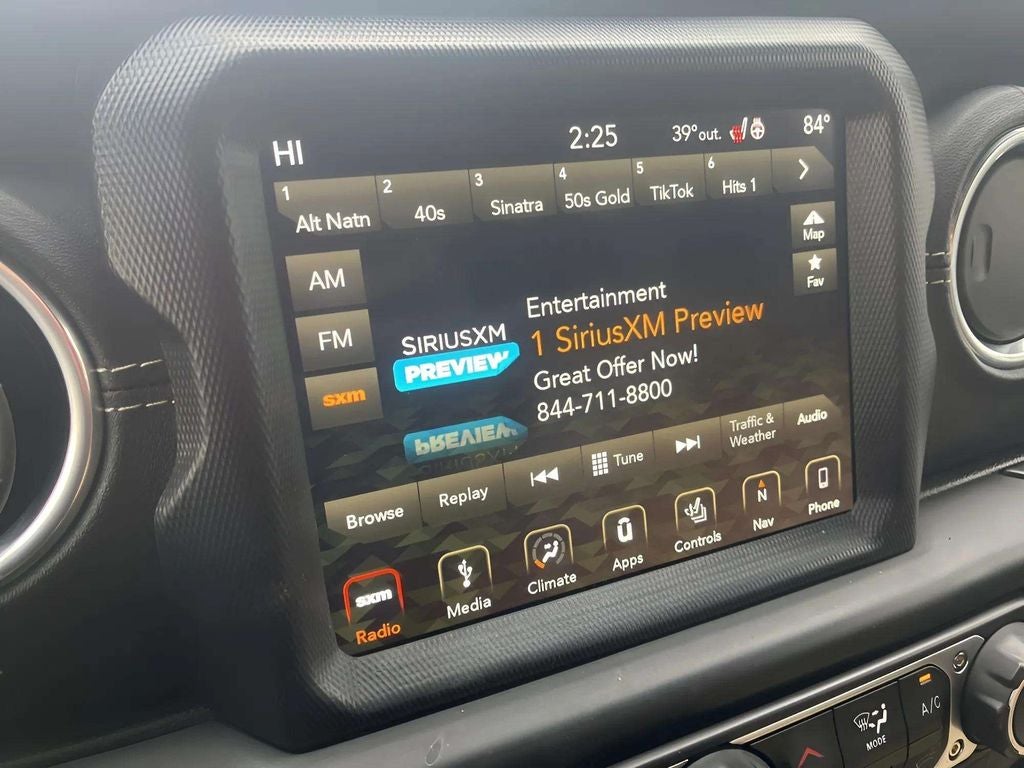 HI
2:25
39° out.
84°
1 Alt Natn
2 40s
3 Sinatra
4 50s Gold
5 TikTok
6 Hits 1
>
Map
Fav
AM
FM
sxm
SIRIUSXM
PREVIEW
Entertainment
1 SiriusXM Preview
Great Offer Now!
844-711-8800
PREVIEW
SIRIUSXM
Browse
Replay
Tune
Traffic &
Weather
Audio
sxm
Radio
Media
Climate
Apps
Controls
N
Nav
Phone
MODE
A/C